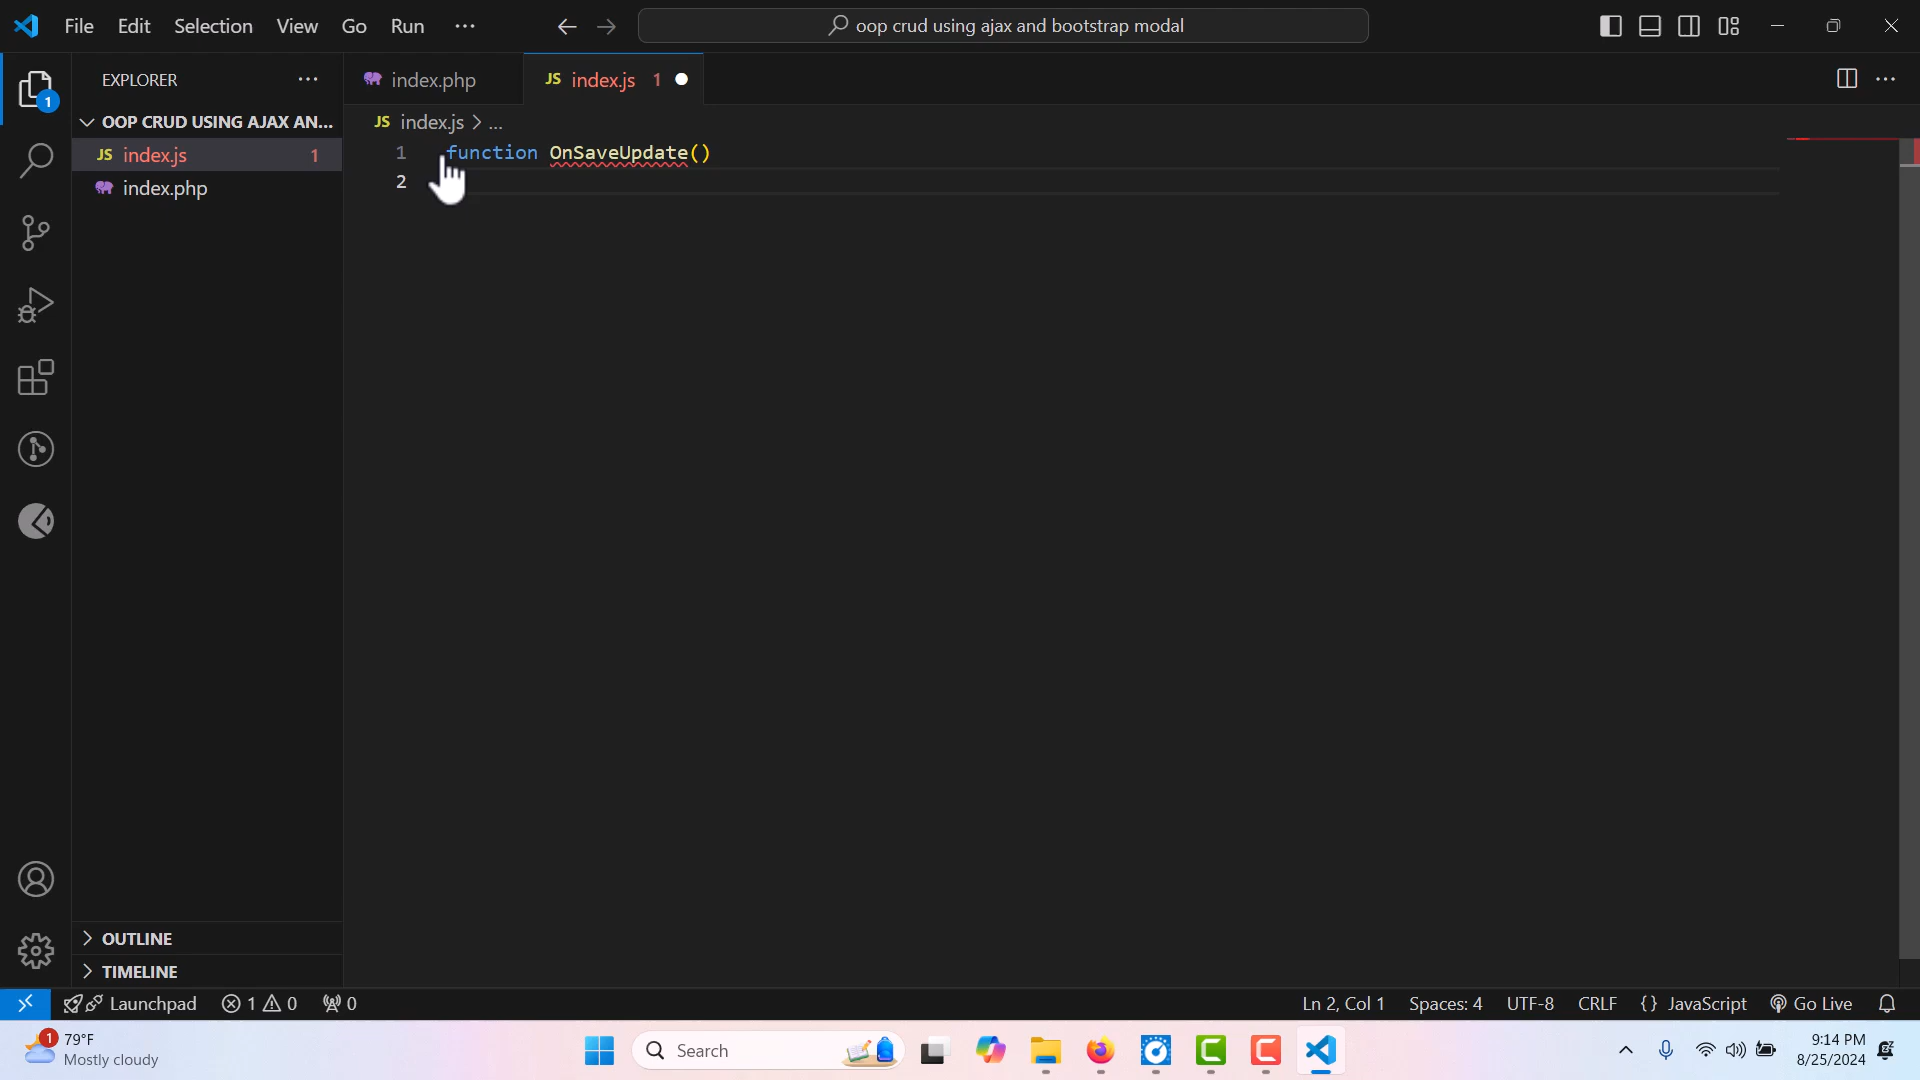 File Edit Selection View Go Run ...
oop crud using ajax and bootstrap modal
EXPLORER ...
index.php
JS index.js 1
OOP CRUD USING AJAX AN...
JS index.js 1
index.php
JS index.js > ...
1 function OnSaveUpdate()
2
1
OUTLINE
TIMELINE
Launchpad 1 0 0
Ln 2, Col 1 Spaces: 4 UTF-8 CRLF {} JavaScript Go Live
1 79°F
Mostly cloudy
Search
9:14 PM
8/25/2024